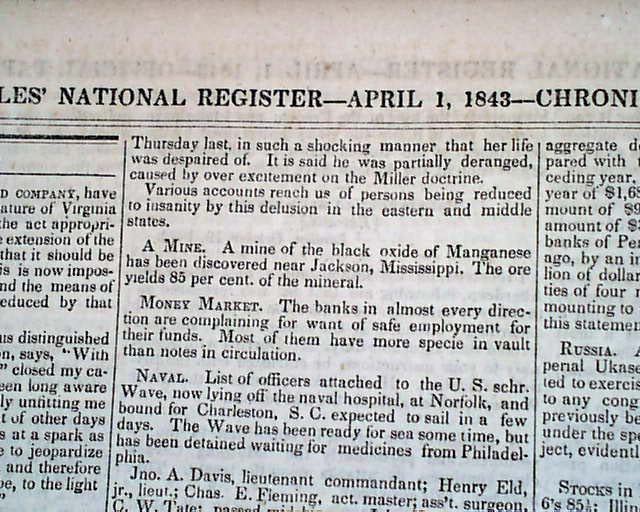 LES' NATIONAL REGISTER—APRIL 1, 1843—CHRONI
D COMPANY, have
ature of Virginia
the act appropri-
extension of the
that it should be
is is now impos-
nd the means of
educed by that
us distinguished
n, says, "With
" closed my ca-
een long aware
ly unfitting me
t of other days
s at a spark as
e to jeopardize
and therefore
pe, to the light
Thursday last, in such a shocking manner that her life
was despaired of. It is said he was partially deranged,
caused by over excitement on the Miller doctrine.
Various accounts reach us of persons being reduced
to insanity by this delusion in the eastern and middle
states.
A MINE. A mine of the black oxide of Manganese
has been discovered near Jackson, Mississippi. The ore
yields 85 per cent. of the mineral.
MONEY MARKET. The banks in almost every direc-
tion are complaining for want of safe employment for
their funds. Most of them have more specie in vault
than notes in circulation.
NAVAL. List of officers attached to the U. S. schr.
Wave, now lying off the naval hospital, at Norfolk, and
bound for Charleston, S. C. expected to sail in a few
days. The Wave has been ready for sea some time, but
has been detained waiting for medicines from Philadel-
phia.
Jno. A. Davis, lieutenant commandant; Henry Eld,
jr., lieut.; Chas. E. Fleming, act. master; ass't. surgeon,
C. W. Tate; passed
aggregate d
pared with t
ceding year,
year of $1,6
mount of $9
amount of $
banks of Pe
ago, by an i
lion of dollar
ties of four
mounting to
this stateme
RUSSIA. A
perial Ukase
ted to exercis
to any cong
previously be
under the spe
ject, evidentl
STOCKS in
6's 85½; Illin